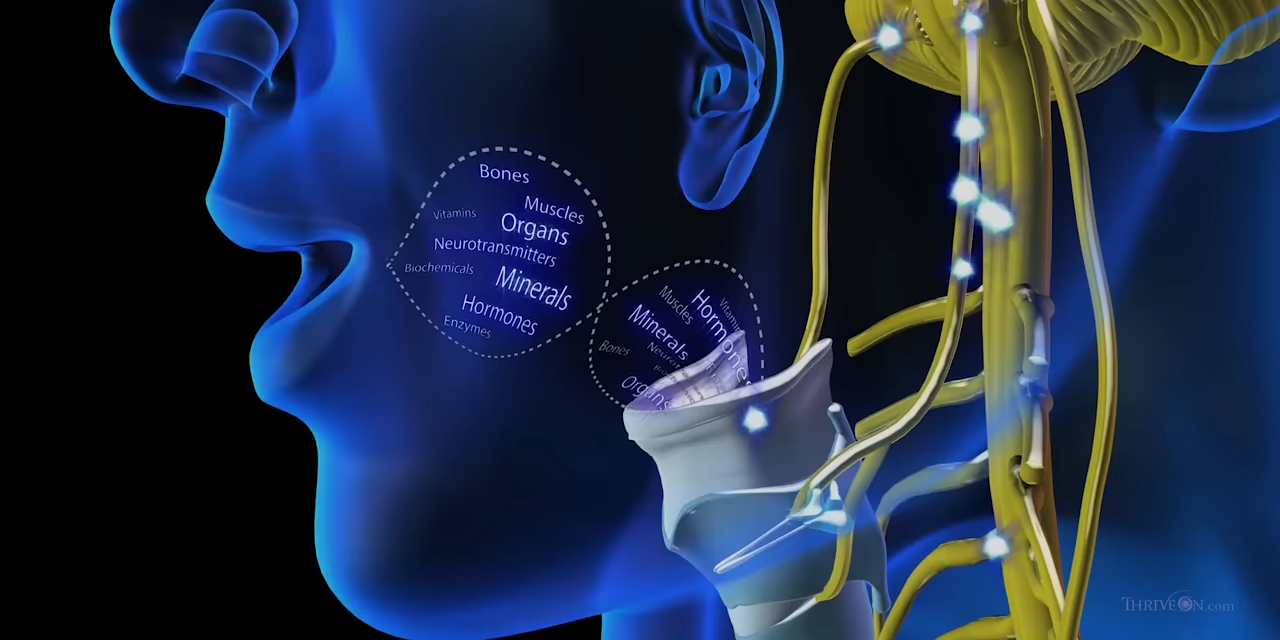 Bones
Muscles
Vitamins
Organs
Neurotransmitters
Biochemicals
Minerals
Hormones
Enzymes
Muscles
Hormones
Minerals
Bones
Organs
THRIVEON.com